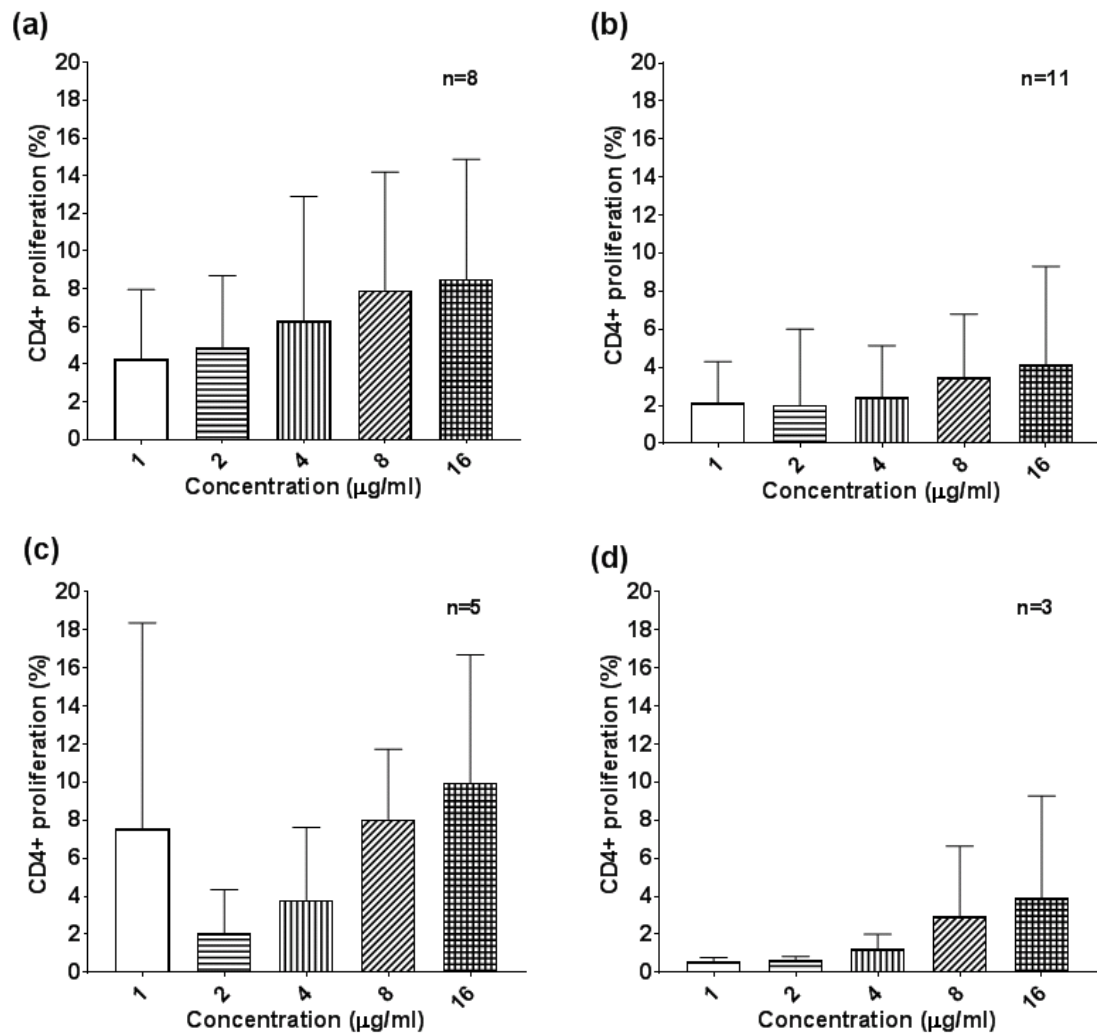 (a)
n=8
CD4+ proliferation (%)
20
18
16
14
12
10
8
6
4
2
0
1 2 4 8 16
Concentration (μg/ml)
(b)
n=11
CD4+ proliferation (%)
20
18
16
14
12
10
8
6
4
2
0
1 2 4 8 16
Concentration (μg/ml)
(c)
n=5
CD4+ proliferation (%)
20
18
16
14
12
10
8
6
4
2
0
1 2 4 8 16
Concentration (μg/ml)
(d)
n=3
CD4+ proliferation (%)
20
18
16
14
12
10
8
6
4
2
0
1 2 4 8 16
Concentration (μg/ml)